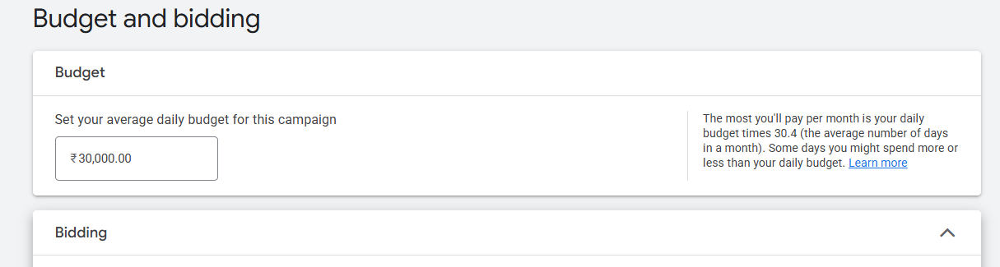 Budget and bidding
Budget
Set your average daily budget for this campaign
₹30,000.00
The most you'll pay per month is your daily
budget times 30.4 (the average number of days
in a month). Some days you might spend more or
less than your daily budget. Learn more
Bidding